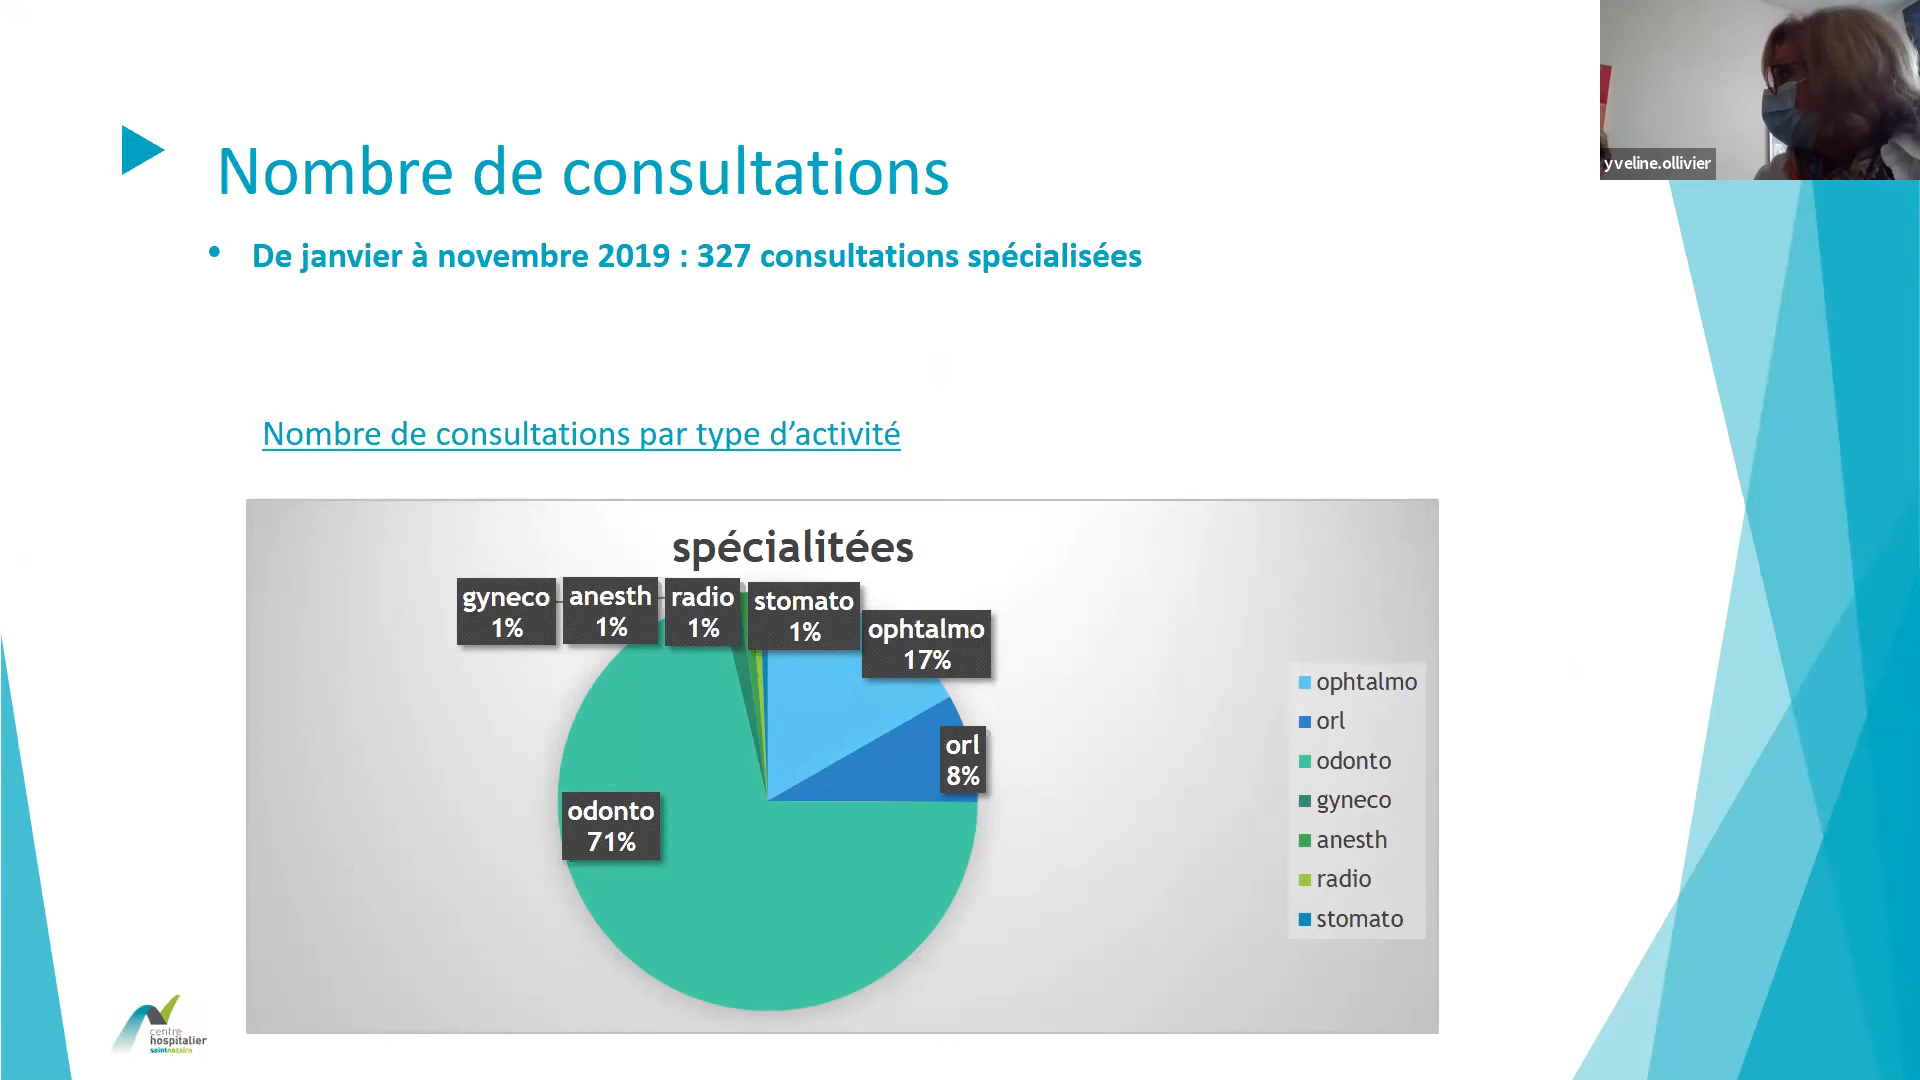 yveline.ollivier
Nombre de consultations
• De janvier à novembre 2019 : 327 consultations spécialisées
Nombre de consultations par type d’activité
spécialitées
gyneco
1%
anesth
1%
radio
1%
stomato
1%
ophtalmo
17%
orl
8%
odonto
71%
ophtalmo
orl
odonto
gyneco
anesth
radio
stomato
centre
hospitalier
saintnazaire